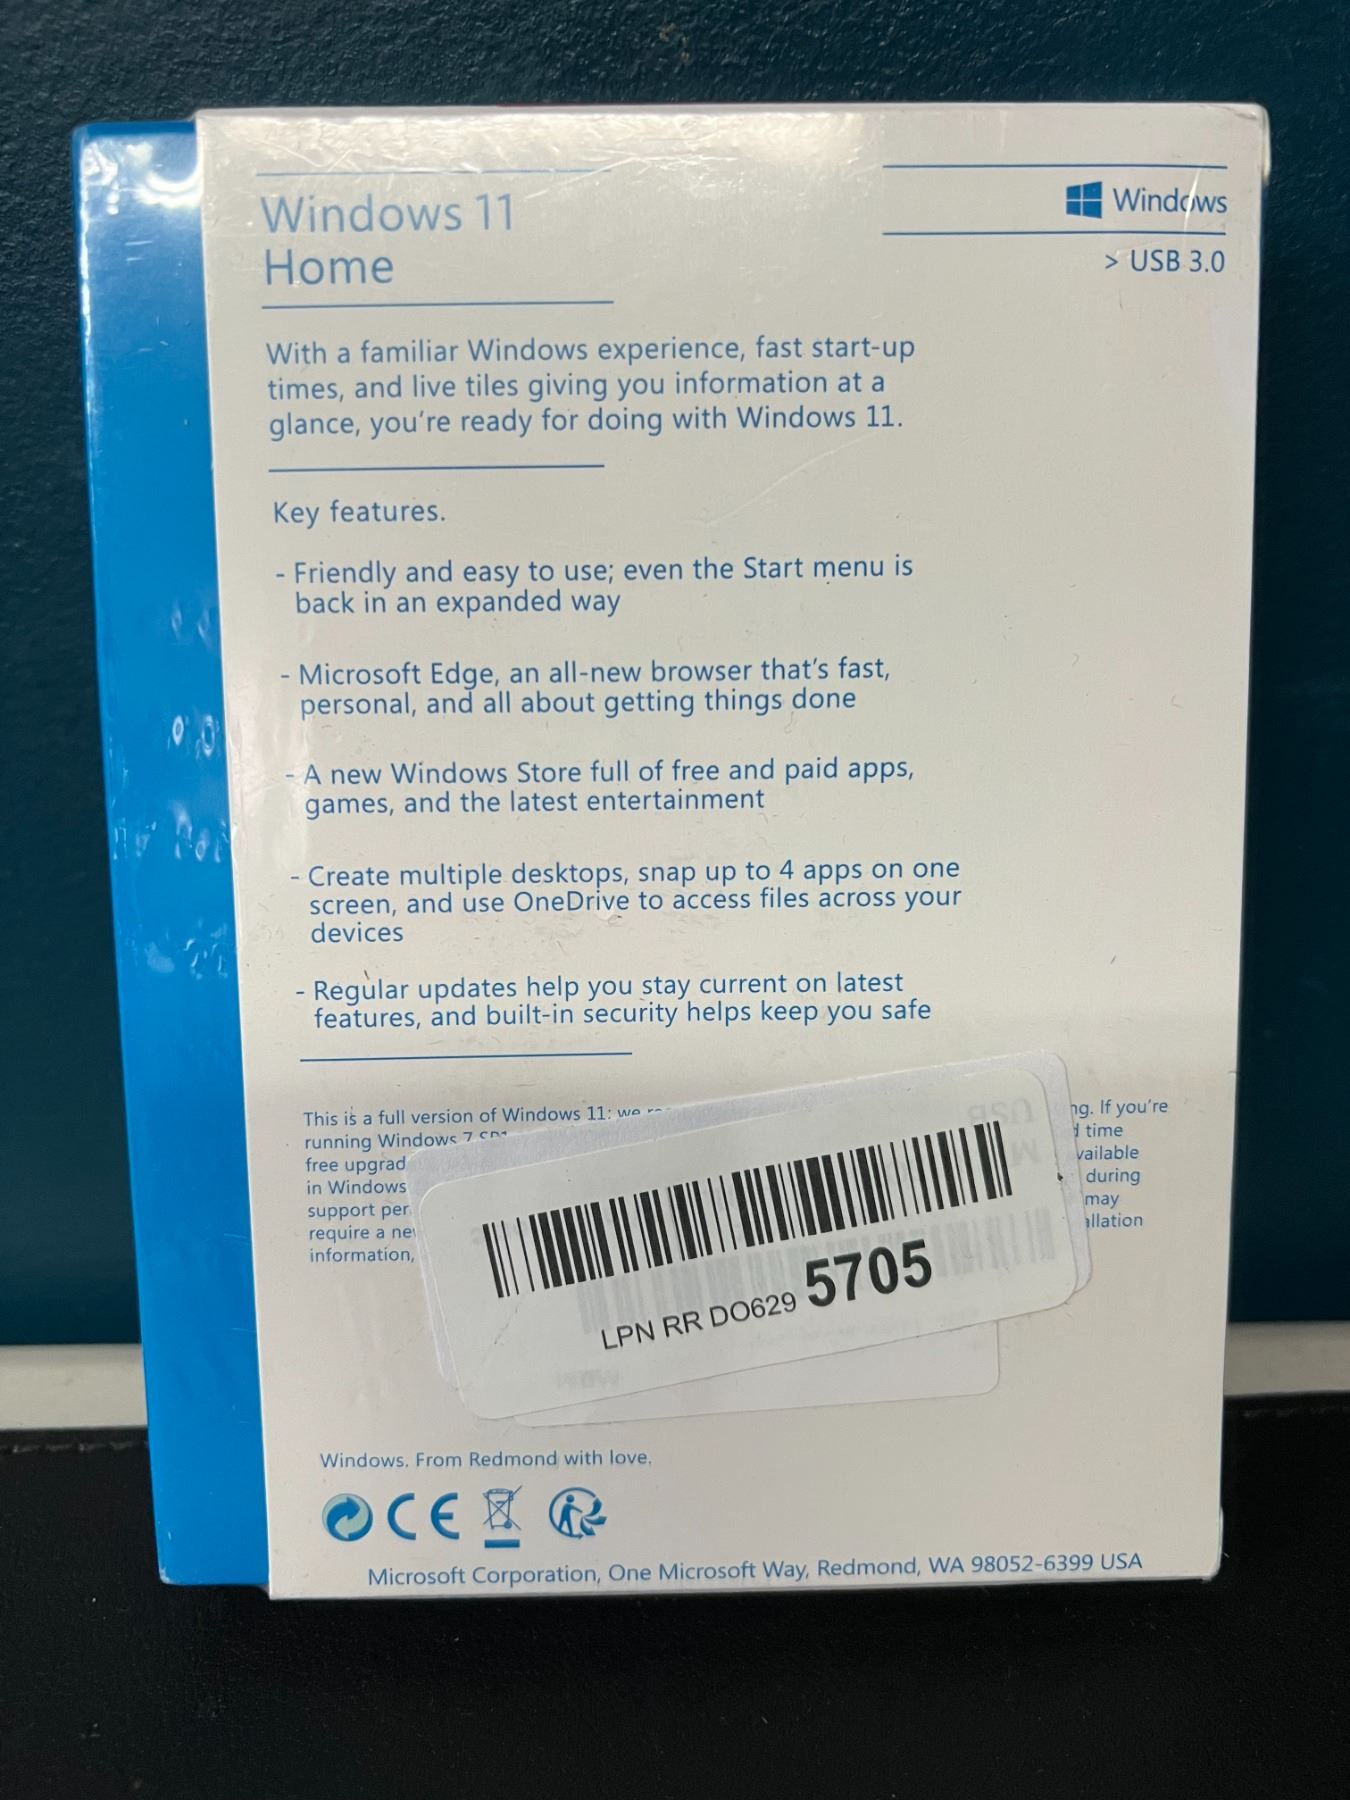 Windows 11
Home
Windows
> USB 3.0
With a familiar Windows experience, fast start-up
times, and live tiles giving you information at a
glance, you're ready for doing with Windows 11.
Key features.
- Friendly and easy to use; even the Start menu is
back in an expanded way
- Microsoft Edge, an all-new browser that's fast,
personal, and all about getting things done
- A new Windows Store full of free and paid apps,
games, and the latest entertainment
- Create multiple desktops, snap up to 4 apps on one
screen, and use OneDrive to access files across your
devices
- Regular updates help you stay current on latest
features, and built-in security helps keep you safe
This is a full version of Windows 11: we ng. If you're
running Windows 7 SP1 time
free upgrad vailable
in Windows during
support per may
require a ne allation
information,
LPN RR DO629 5705
Windows. From Redmond with love.
CE
Microsoft Corporation, One Microsoft Way, Redmond, WA 98052-6399 USA